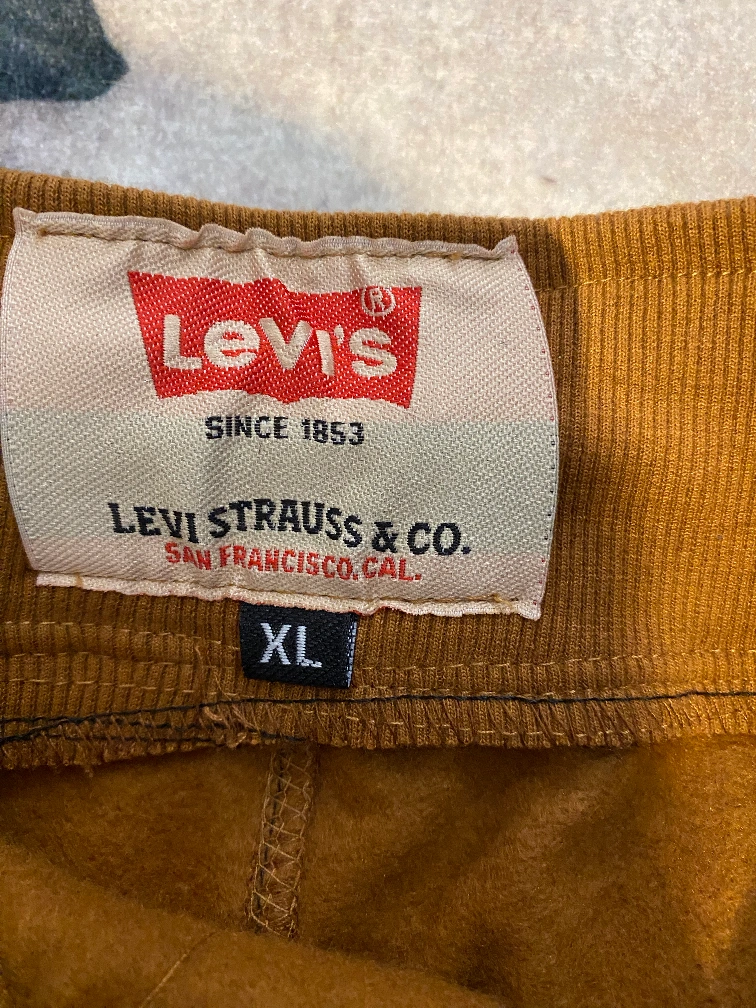 LEVI'S ®
SINCE 1853
LEVI STRAUSS & CO.
SAN FRANCISCO, CAL.
XL